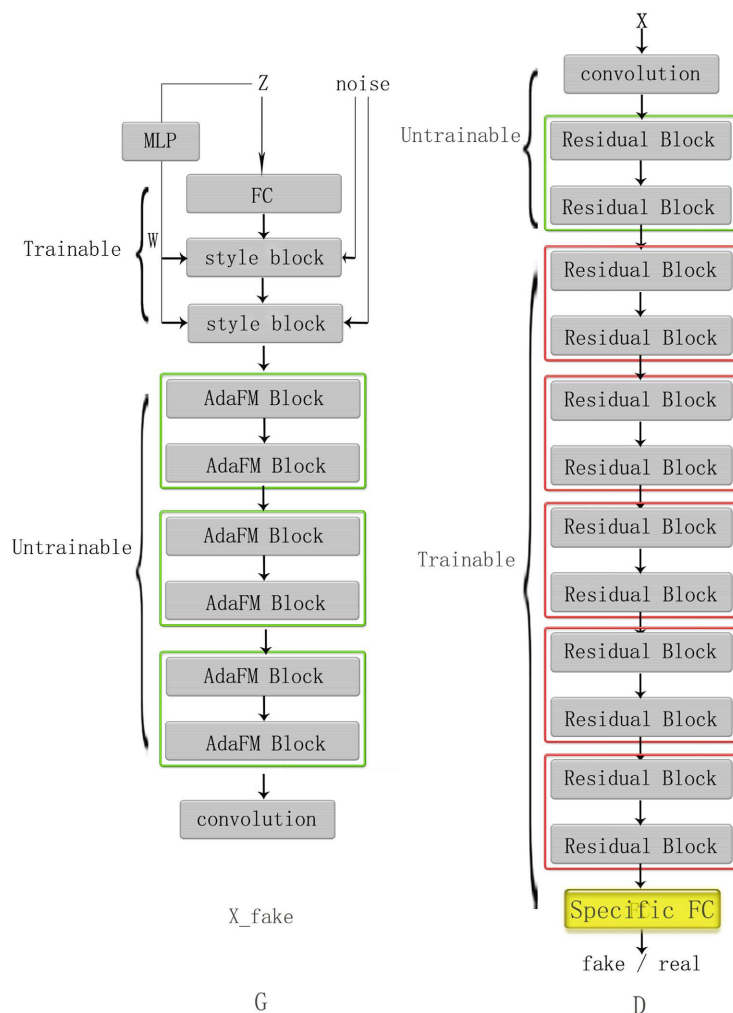 Z
noise
MLP
FC
W
Trainable
style block
style block
AdaFM Block
AdaFM Block
Untrainable
AdaFM Block
AdaFM Block
AdaFM Block
AdaFM Block
convolution
X_fake
G
X
convolution
Untrainable
Residual Block
Residual Block
Residual Block
Residual Block
Residual Block
Residual Block
Trainable
Residual Block
Residual Block
Residual Block
Residual Block
Residual Block
Residual Block
Specific FC
fake / real
D